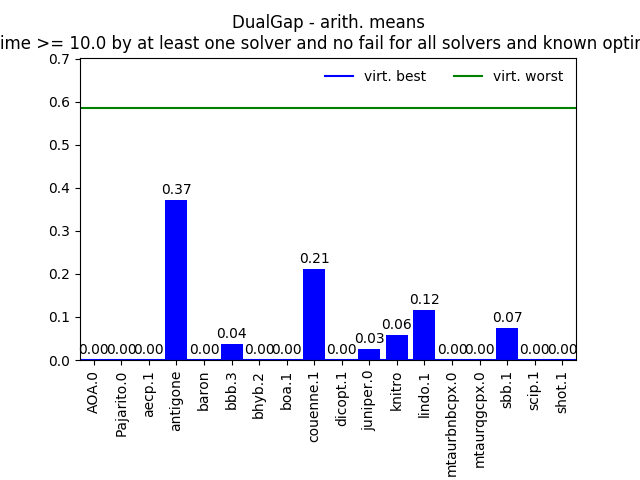 DualGap - arith. means
ime >= 10.0 by at least one solver and no fail for all solvers and known optim
0.7
virt. best virt. worst
0.6
0.5
0.4
0.37
0.3
0.21
0.2
0.12
0.1
0.07
0.06
0.04
0.03
0.0
0.00 0.00 0.00 0.00 0.00 0.00 0.00 0.00 0.00 0.00 0.00
AOA.0
Pajarito.0
aecp.1
antigone
baron
bbb.3
bhyb.2
boa.1
couenne.1
dicopt.1
juniper.0
knitro
lindo.1
mtaurbnbcpx.0
mtaurqgcpx.0
sbb.1
scip.1
shot.1